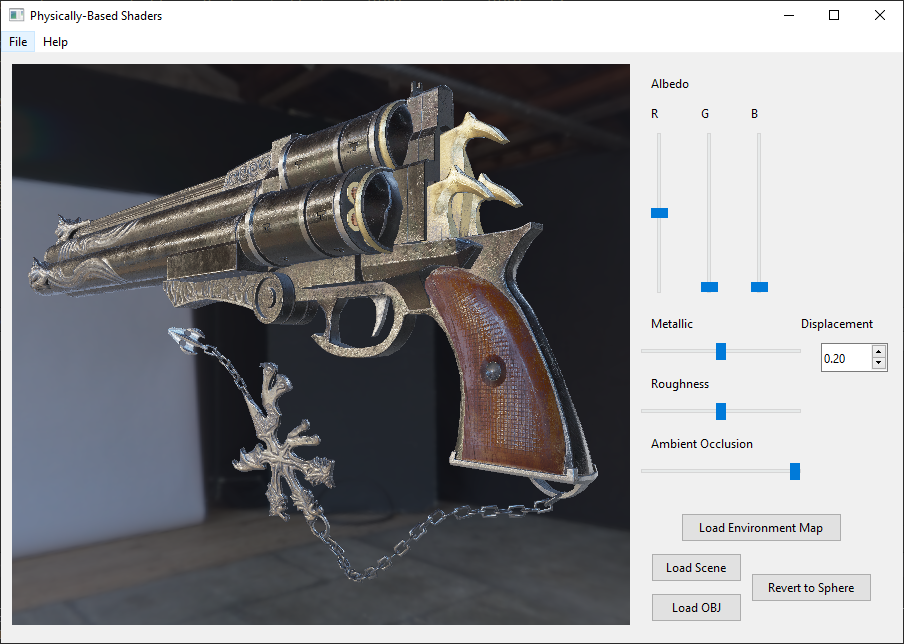 Physically-Based Shaders
File Help
Albedo
R G B
Metallic Displacement
0.20
Roughness
Ambient Occlusion
Load Environment Map
Load Scene
Revert to Sphere
Load OBJ